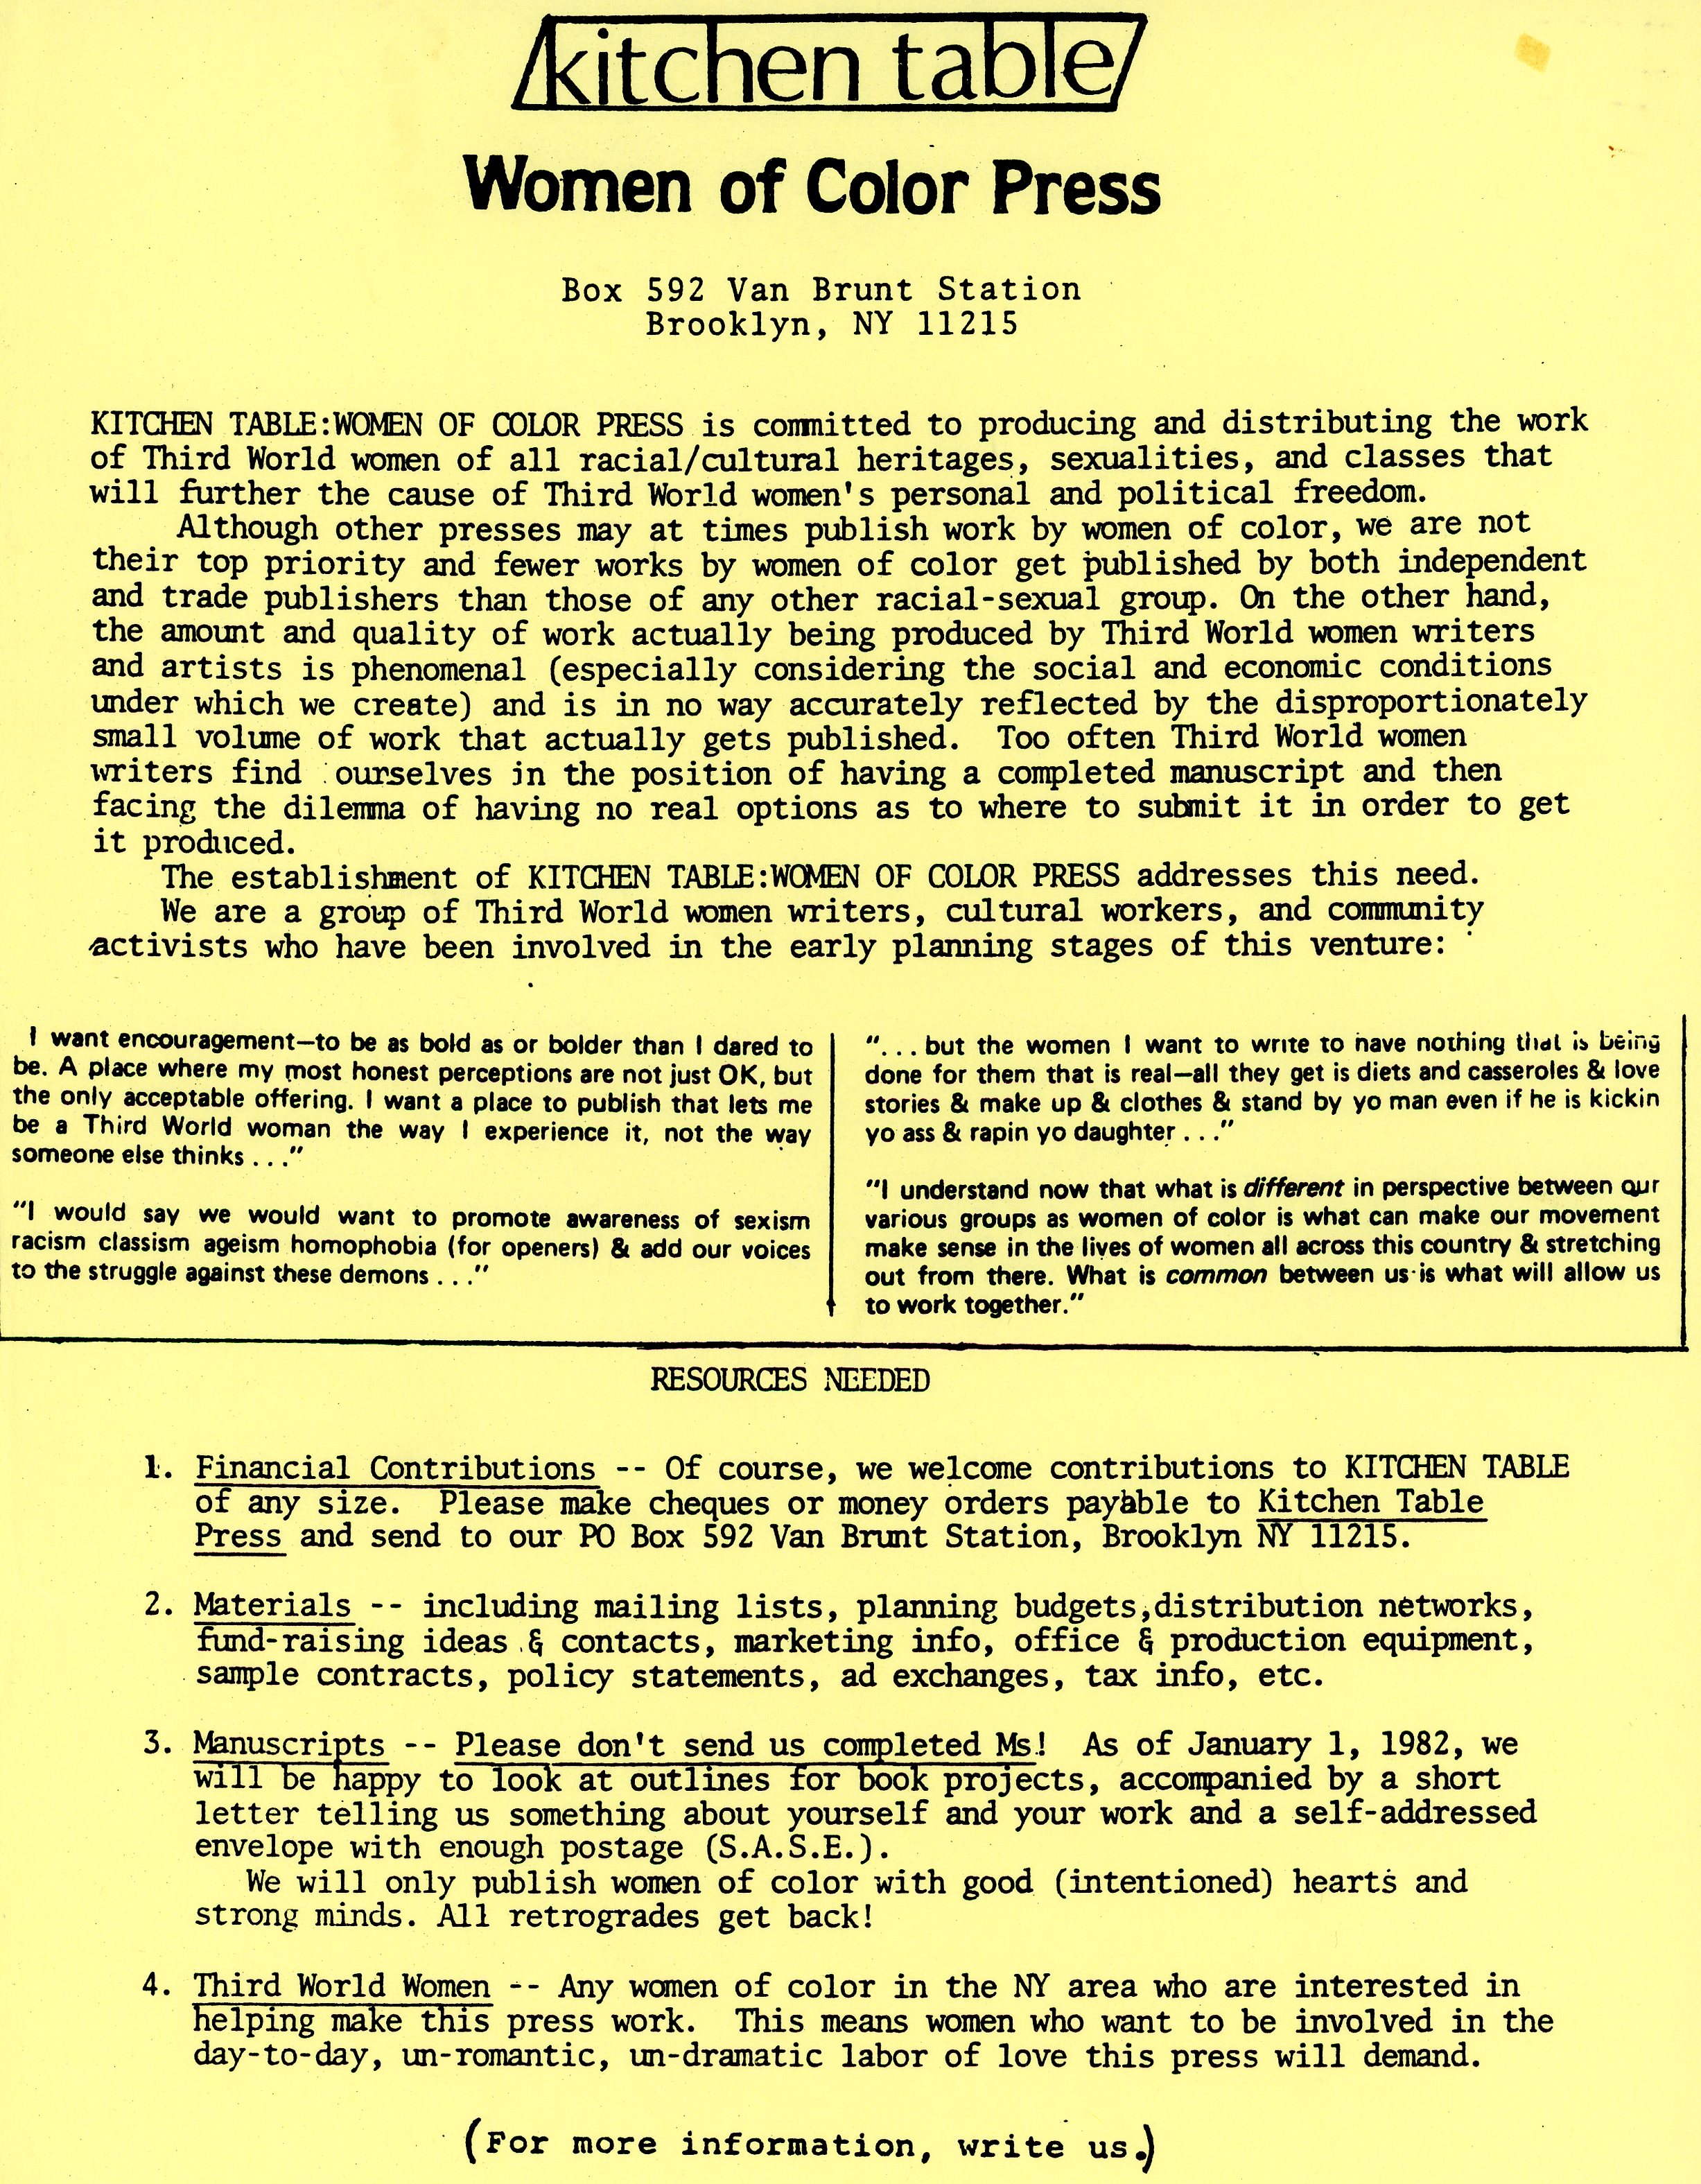 kitchen table
Women of Color Press
Box 592 Van Brunt Station
Brooklyn, NY 11215
KITCHEN TABLE:WOMEN OF COLOR PRESS is committed to producing and distributing the work
of Third World women of all racial/cultural heritages, sexualities, and classes that
will further the cause of Third World women's personal and political freedom.
Although other presses may at times publish work by women of color, we are not
their top priority and fewer works by women of color get published by both independent
and trade publishers than those of any other racial-sexual group. On the other hand,
the amount and quality of work actually being produced by Third World women writers
and artists is phenomenal (especially considering the social and economic conditions
under which we create) and is in no way accurately reflected by the disproportionately
small volume of work that actually gets published. Too often Third World women
writers find ourselves in the position of having a completed manuscript and then
facing the dilemma of having no real options as to where to submit it in order to get
it produced.
The establishment of KITCHEN TABLE:WOMEN OF COLOR PRESS addresses this need.
We are a group of Third World women writers, cultural workers, and community
activists who have been involved in the early planning stages of this venture:
I want encouragement—to be as bold as or bolder than I dared to
be. A place where my most honest perceptions are not just OK, but
the only acceptable offering. I want a place to publish that lets me
be a Third World woman the way I experience it, not the way
someone else thinks . . ."
"I would say we would want to promote awareness of sexism
racism classism ageism homophobia (for openers) & add our voices
to the struggle against these demons . . ."
". . . but the women I want to write to have nothing that is being
done for them that is real—all they get is diets and casseroles & love
stories & make up & clothes & stand by yo man even if he is kickin
yo ass & rapin yo daughter . . ."
"I understand now that what is different in perspective between our
various groups as women of color is what can make our movement
make sense in the lives of women all across this country & stretching
out from there. What is common between us is what will allow us
to work together."
RESOURCES NEEDED
1. Financial Contributions -- Of course, we welcome contributions to KITCHEN TABLE
of any size. Please make cheques or money orders payable to Kitchen Table
Press and send to our PO Box 592 Van Brunt Station, Brooklyn NY 11215.
2. Materials -- including mailing lists, planning budgets,distribution networks,
fund-raising ideas & contacts, marketing info, office & production equipment,
sample contracts, policy statements, ad exchanges, tax info, etc.
3. Manuscripts -- Please don't send us completed Ms! As of January 1, 1982, we
will be happy to look at outlines for book projects, accompanied by a short
letter telling us something about yourself and your work and a self-addressed
envelope with enough postage (S.A.S.E.).
We will only publish women of color with good (intentioned) hearts and
strong minds. All retrogrades get back!
4. Third World Women -- Any women of color in the NY area who are interested in
helping make this press work. This means women who want to be involved in the
day-to-day, un-romantic, un-dramatic labor of love this press will demand.
(For more information, write us.)